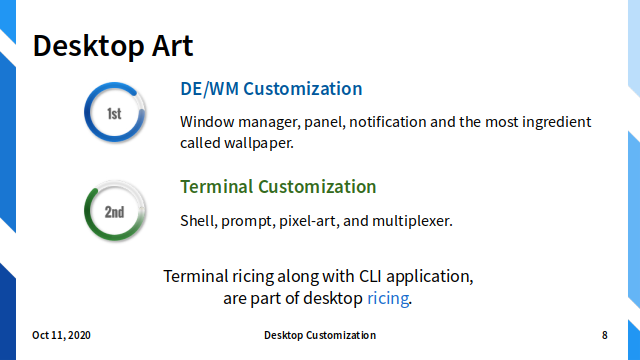 Desktop Art
1st
DE/WM Customization
Window manager, panel, notification and the most ingredient
called wallpaper.
2nd
Terminal Customization
Shell, prompt, pixel-art, and multiplexer.
Terminal ricing along with CLI application,
are part of desktop ricing.
Oct 11, 2020
Desktop Customization
8